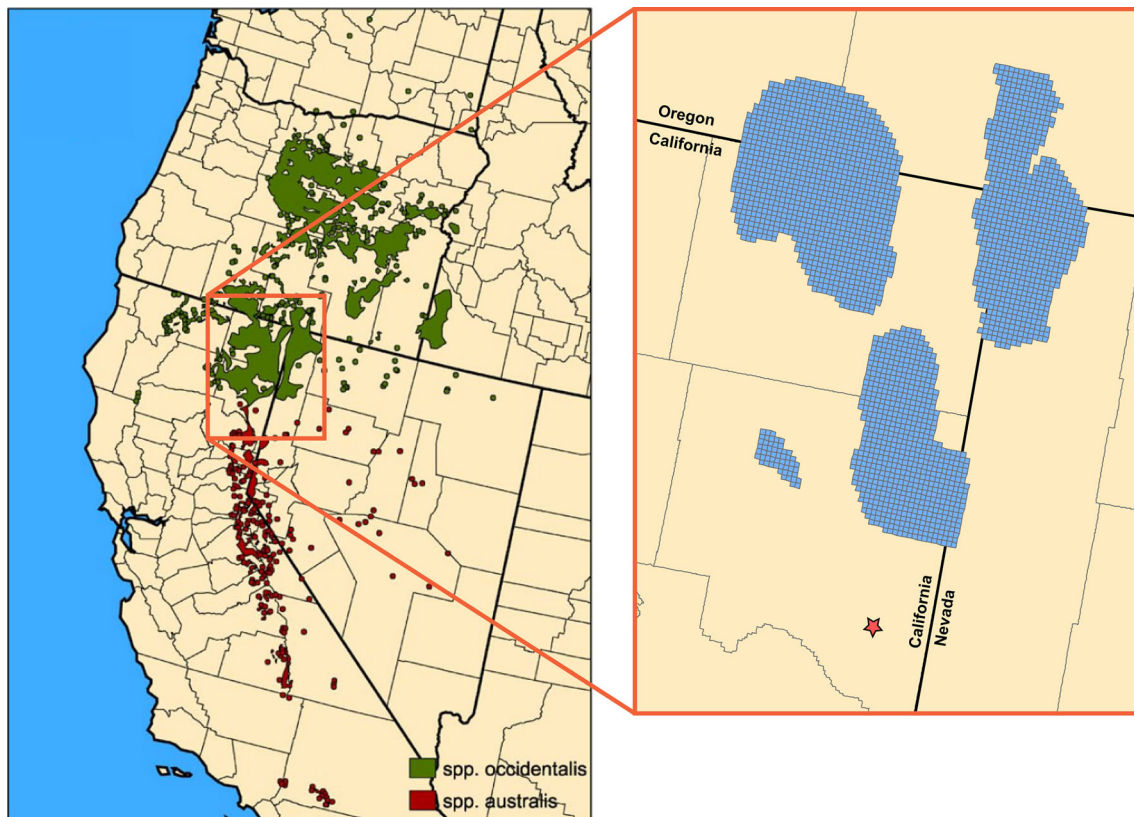 spp. occidentalis
spp. australis
Oregon
California
California
Nevada